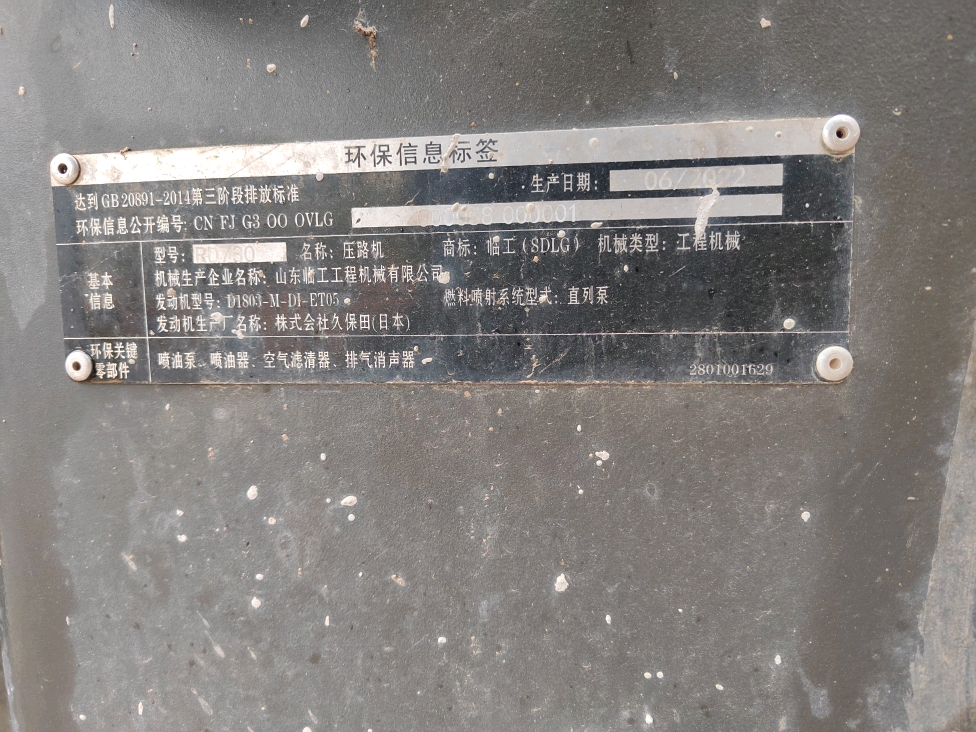 环保信息标签
达到GB 20891-2014第三阶段排放标准
生产日期: 06/2022
环保信息公开编号: CN FJ G3 OO OVLG 000001
基本信息
型号: RD730 名称: 压路机 商标: 临工(SDLG) 机械类型: 工程机械
机械生产企业名称: 山东临工工程机械有限公司
发动机型号: D1803-M-DI-ET05 燃料喷射系统型式: 直列泵
发动机生产厂名称: 株式会社久保田(日本)
环保关键零部件
喷油泵、喷油器、空气滤清器、排气消声器
2801001629